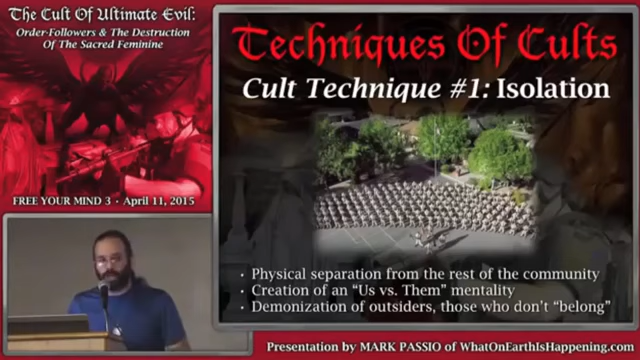 The Cult Of Ultimate Evil:
Order-Followers & The Destruction
Of The Sacred Feminine
FREE YOUR MIND 3 • April 11, 2015
Techniques Of Cults
Cult Technique #1: Isolation
• Physical separation from the rest of the community
• Creation of an “Us vs. Them” mentality
• Demonization of outsiders, those who don’t “belong”
Presentation by MARK PASSIO of WhatOnEarthIsHappening.com